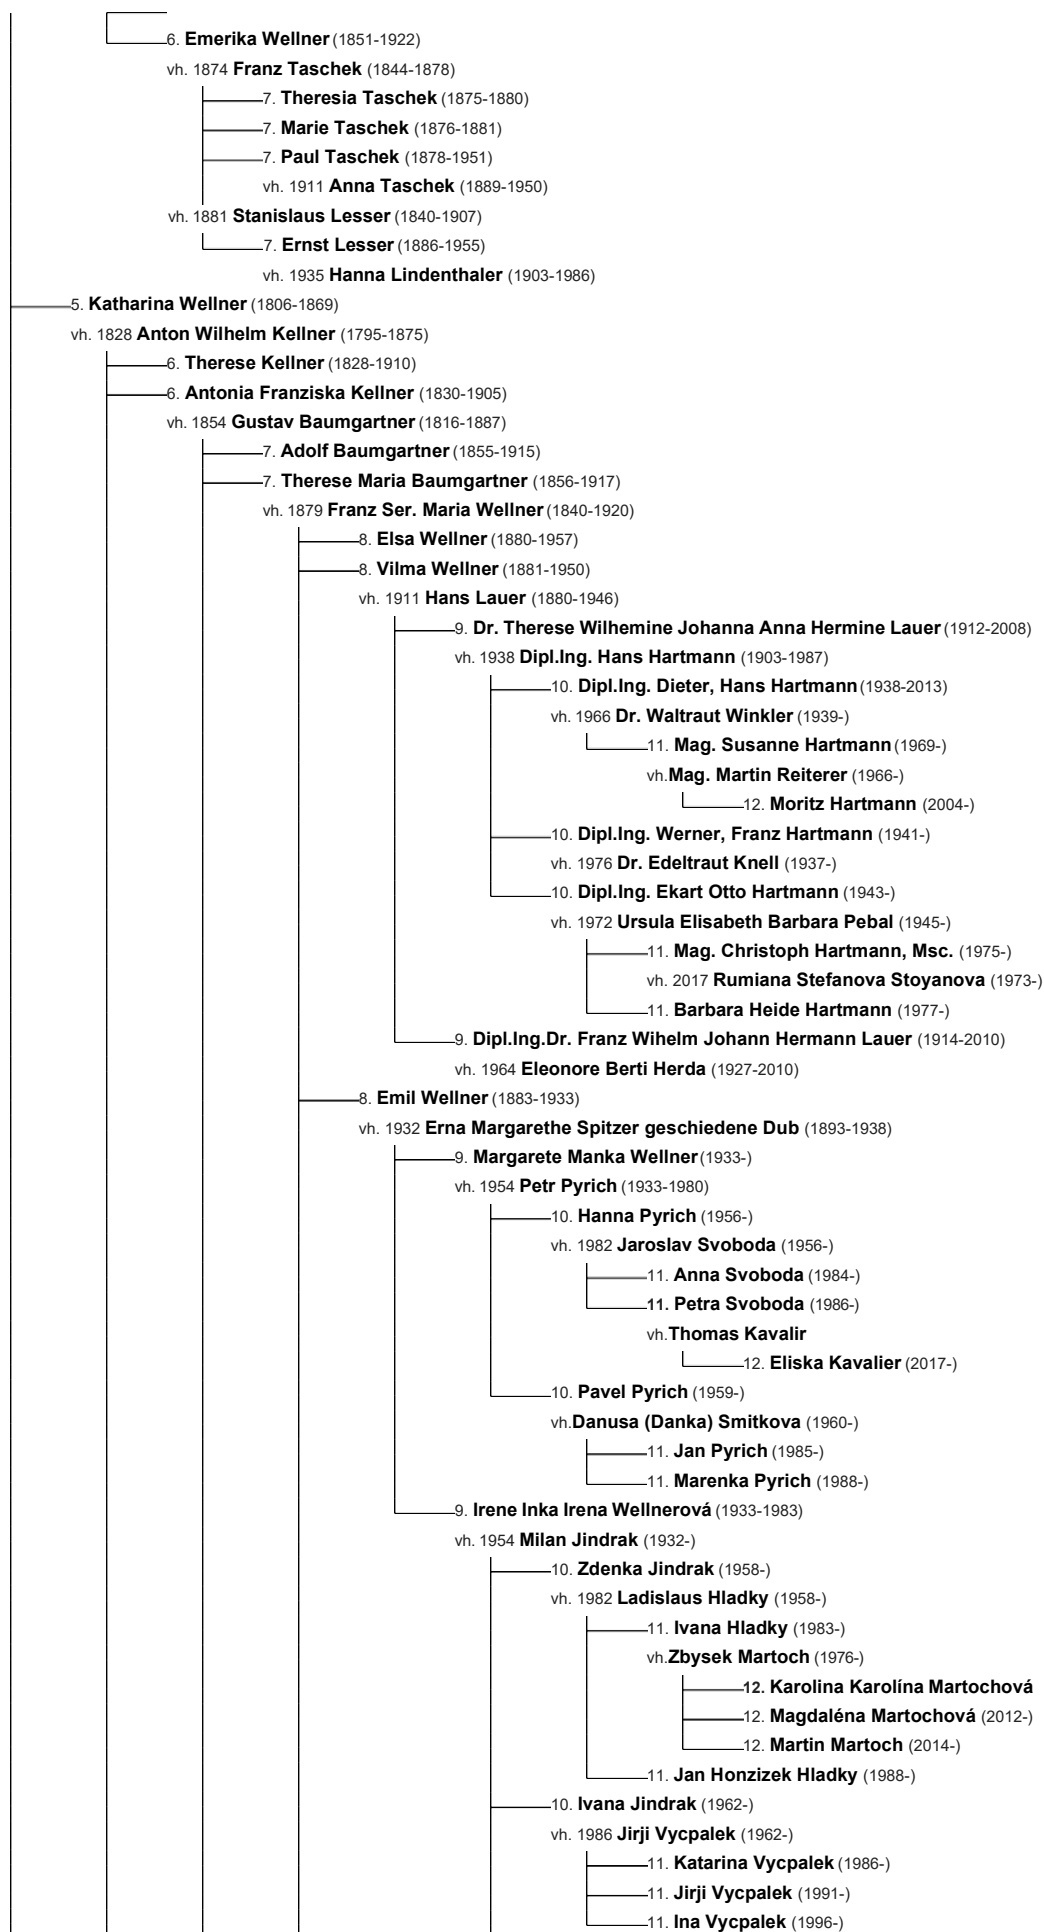 6. Emerika Wellner (1851-1922)
vh. 1874 Franz Taschek (1844-1878)
7. Theresia Taschek (1875-1880)
7. Marie Taschek (1876-1881)
7. Paul Taschek (1878-1951)
vh. 1911 Anna Taschek (1889-1950)
vh. 1881 Stanislaus Lesser (1840-1907)
7. Ernst Lesser (1886-1955)
vh. 1935 Hanna Lindenthaler (1903-1986)
5. Katharina Wellner (1806-1869)
vh. 1828 Anton Wilhelm Kellner (1795-1875)
6. Therese Kellner (1828-1910)
6. Antonia Franziska Kellner (1830-1905)
vh. 1854 Gustav Baumgartner (1816-1887)
7. Adolf Baumgartner (1855-1915)
7. Therese Maria Baumgartner (1856-1917)
vh. 1879 Franz Ser. Maria Wellner (1840-1920)
8. Elsa Wellner (1880-1957)
8. Vilma Wellner (1881-1950)
vh. 1911 Hans Lauer (1880-1946)
9. Dr. Therese Wilhemine Johanna Anna Hermine Lauer (1912-2008)
vh. 1938 Dipl.Ing. Hans Hartmann (1903-1987)
10. Dipl.Ing. Dieter, Hans Hartmann (1938-2013)
vh. 1966 Dr. Waltraut Winkler (1939-)
11. Mag. Susanne Hartmann (1969-)
vh.Mag. Martin Reiterer (1966-)
12. Moritz Hartmann (2004-)
10. Dipl.Ing. Werner, Franz Hartmann (1941-)
vh. 1976 Dr. Edeltraut Knell (1937-)
10. Dipl.Ing. Ekart Otto Hartmann (1943-)
vh. 1972 Ursula Elisabeth Barbara Pebal (1945-)
11. Mag. Christoph Hartmann, Msc. (1975-)
vh. 2017 Rumiana Stefanova Stoyanova (1973-)
11. Barbara Heide Hartmann (1977-)
9. Dipl.Ing.Dr. Franz Wihelm Johann Hermann Lauer (1914-2010)
vh. 1964 Eleonore Berti Herda (1927-2010)
8. Emil Wellner (1883-1933)
vh. 1932 Erna Margarethe Spitzer geschiedene Dub (1893-1938)
9. Margarete Manka Wellner (1933-)
vh. 1954 Petr Pyrich (1933-1980)
10. Hanna Pyrich (1956-)
vh. 1982 Jaroslav Svoboda (1956-)
11. Anna Svoboda (1984-)
11. Petra Svoboda (1986-)
vh.Thomas Kavalir
12. Eliska Kavalier (2017-)
10. Pavel Pyrich (1959-)
vh.Danusa (Danka) Smitkova (1960-)
11. Jan Pyrich (1985-)
11. Marenka Pyrich (1988-)
9. Irene Inka Irena Wellnerová (1933-1983)
vh. 1954 Milan Jindrak (1932-)
10. Zdenka Jindrak (1958-)
vh. 1982 Ladislaus Hladky (1958-)
11. Ivana Hladky (1983-)
vh.Zbysek Martoch (1976-)
12. Karolina Karolína Martochová
12. Magdaléna Martochová (2012-)
12. Martin Martoch (2014-)
11. Jan Honzizek Hladky (1988-)
10. Ivana Jindrak (1962-)
vh. 1986 Jirji Vycpalek (1962-)
11. Katarina Vycpalek (1986-)
11. Jirji Vycpalek (1991-)
11. Ina Vycpalek (1996-)